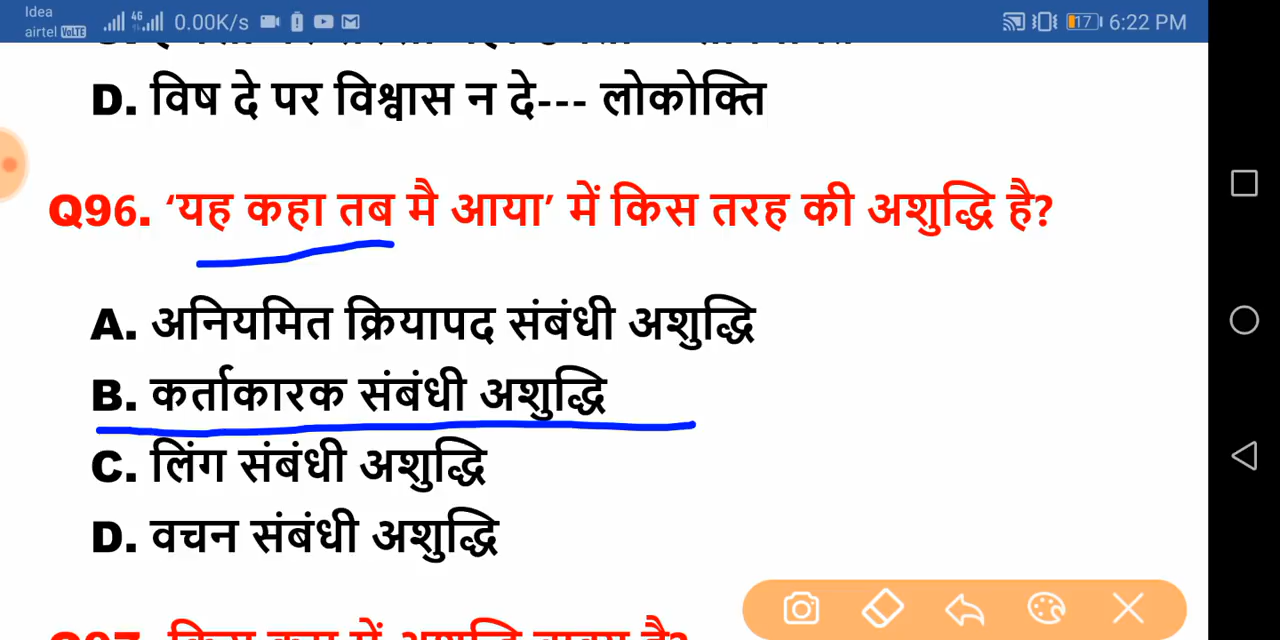 Idea
airtel VoLTE 4G 0.00K/s 17 6:22 PM
D. विष दे पर विश्वास न दे--- लोकोक्ति
Q96. ‘यह कहा तब मै आया’ में किस तरह की अशुद्धि है?
A. अनियमित क्रियापद संबंधी अशुद्धि
B. कर्ताकारक संबंधी अशुद्धि
C. लिंग संबंधी अशुद्धि
D. वचन संबंधी अशुद्धि